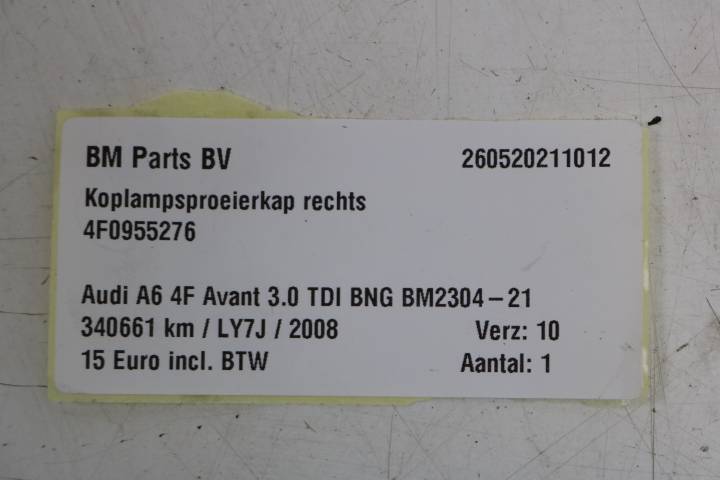 BM Parts BV 260520211012
Koplampsproeierkap rechts
4F0955276
Audi A6 4F Avant 3.0 TDI BNG BM2304-21
340661 km / LY7J / 2008 Verz: 10
15 Euro incl. BTW Aantal: 1